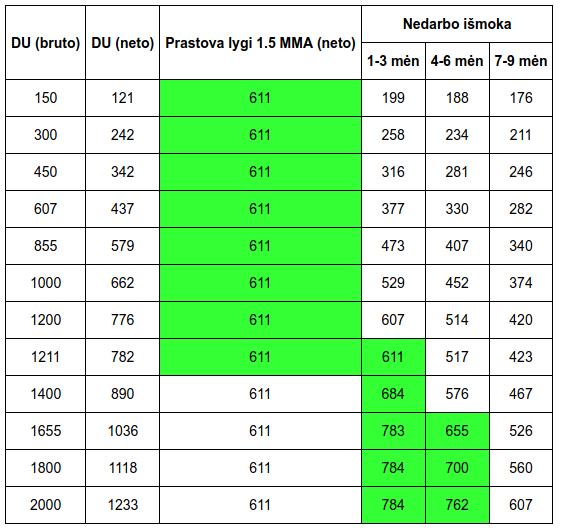 DU (bruto) DU (neto) Prastova lygi 1.5 MMA (neto) Nedarbo išmoka
1-3 mėn 4-6 mėn 7-9 mėn
150 121 611 199 188 176
300 242 611 258 234 211
450 342 611 316 281 246
607 437 611 377 330 282
855 579 611 473 407 340
1000 662 611 529 452 374
1200 776 611 607 514 420
1211 782 611 611 517 423
1400 890 611 684 576 467
1655 1036 611 783 655 526
1800 1118 611 784 700 560
2000 1233 611 784 762 607